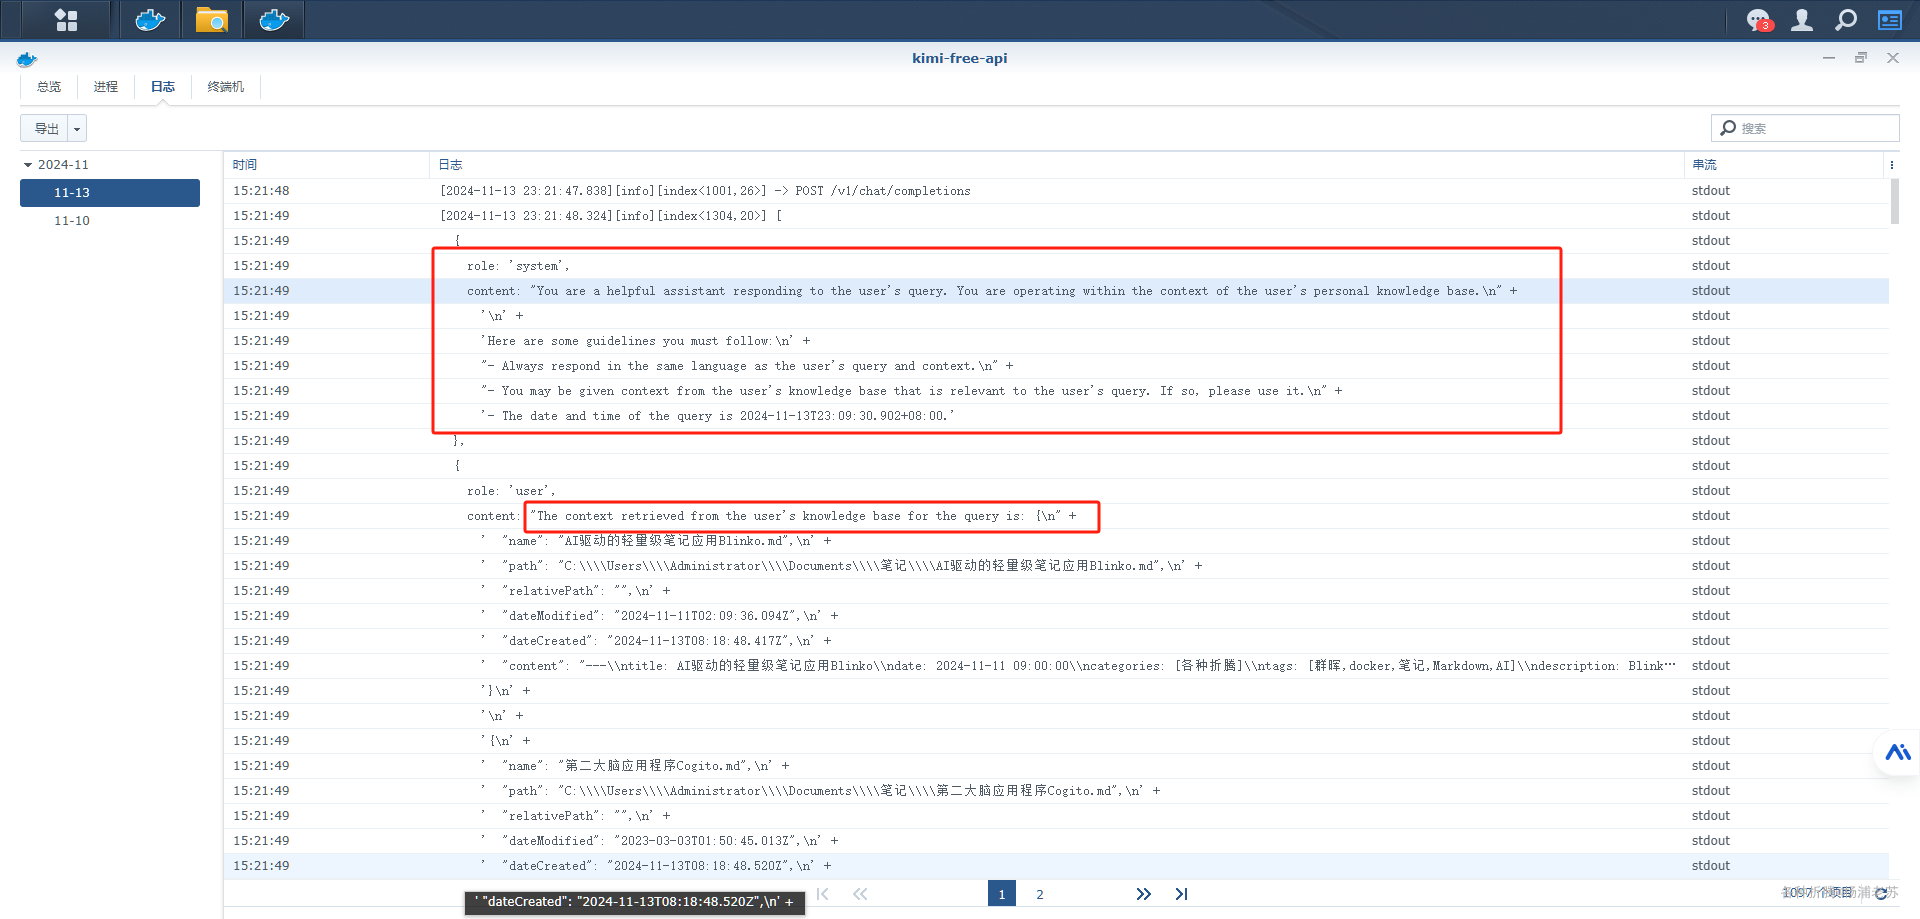 3
kimi-free-api
总览 进程 日志 终端机
导出 搜索
2024-11
11-13
11-10
时间 日志 串流
15:21:48 [2024-11-13 23:21:47.838][info][index<1001,26>] -> POST /v1/chat/completions stdout
15:21:49 [2024-11-13 23:21:48.324][info][index<1304,20>] [ stdout
15:21:49 { stdout
15:21:49 role: 'system', stdout
15:21:49 content: "You are a helpful assistant responding to the user's query. You are operating within the context of the user's personal knowledge base.\n" + stdout
15:21:49 '\n' + stdout
15:21:49 'Here are some guidelines you must follow:\n' + stdout
15:21:49 "- Always respond in the same language as the user's query and context.\n" + stdout
15:21:49 "- You may be given context from the user's knowledge base that is relevant to the user's query. If so, please use it.\n" + stdout
15:21:49 '- The date and time of the query is 2024-11-13T23:09:30.902+08:00.' stdout
15:21:49 }, stdout
15:21:49 { stdout
15:21:49 role: 'user', stdout
15:21:49 content: "The context retrieved from the user's knowledge base for the query is: {\n" + stdout
15:21:49 ' "name": "AI驱动的轻量级笔记应用Blinko.md",\n' + stdout
15:21:49 ' "path": "C:\\\\Users\\\\Administrator\\\\Documents\\\\笔记\\\\AI驱动的轻量级笔记应用Blinko.md",\n' + stdout
15:21:49 ' "relativePath": "",\n' + stdout
15:21:49 ' "dateModified": "2024-11-11T02:09:36.094Z",\n' + stdout
15:21:49 ' "dateCreated": "2024-11-13T08:18:48.417Z",\n' + stdout
15:21:49 ' "content": "---\\ntitle: AI驱动的轻量级笔记应用Blinko\\ndate: 2024-11-11 09:00:00\\ncategories: [各种折腾]\\ntags: [群晖,docker,笔记,Markdown,AI]\\ndescription: Blink… stdout
15:21:49 '}\n' + stdout
15:21:49 '\n' + stdout
15:21:49 '{\n' + stdout
15:21:49 ' "name": "第二大脑应用程序Cogito.md",\n' + stdout
15:21:49 ' "path": "C:\\\\Users\\\\Administrator\\\\Documents\\\\笔记\\\\第二大脑应用程序Cogito.md",\n' + stdout
15:21:49 ' "relativePath": "",\n' + stdout
15:21:49 ' "dateModified": "2023-03-03T01:50:45.013Z",\n' + stdout
15:21:49 ' "dateCreated": "2024-11-13T08:18:48.520Z",\n' + stdout
' "dateCreated": "2024-11-13T08:18:48.520Z",\n' +
1 2